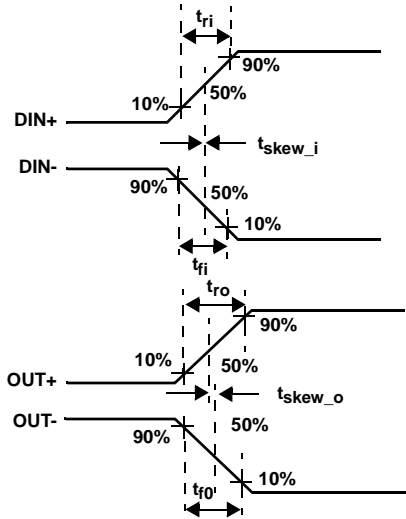 tri
90%
10%
50%
DIN+
tskew_i
DIN-
90%
50%
10%
tfi
tro
90%
10%
50%
OUT+
tskew_o
OUT-
90%
50%
10%
tf0